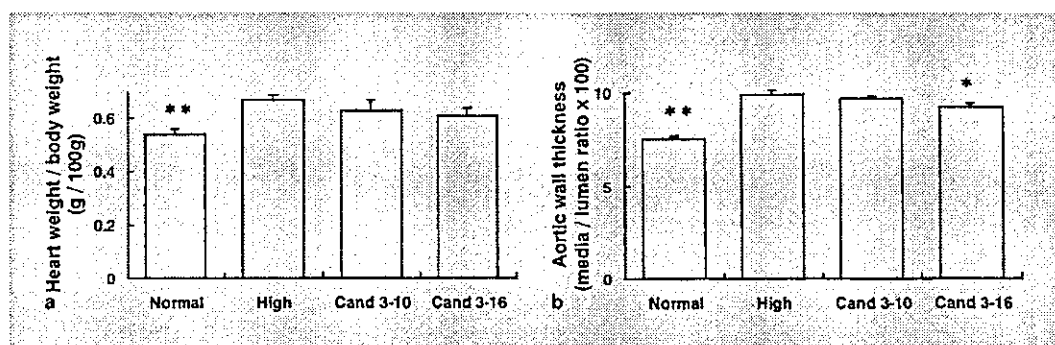 Heart weight / body weight
(g / 100g)
0.6
0.4
0.2
0
**
a
Normal
High
Cand 3-10
Cand 3-16
Aortic wall thickness
(media / lumen ratio x 100)
10
5
0
**
*
b
Normal
High
Cand 3-10
Cand 3-16